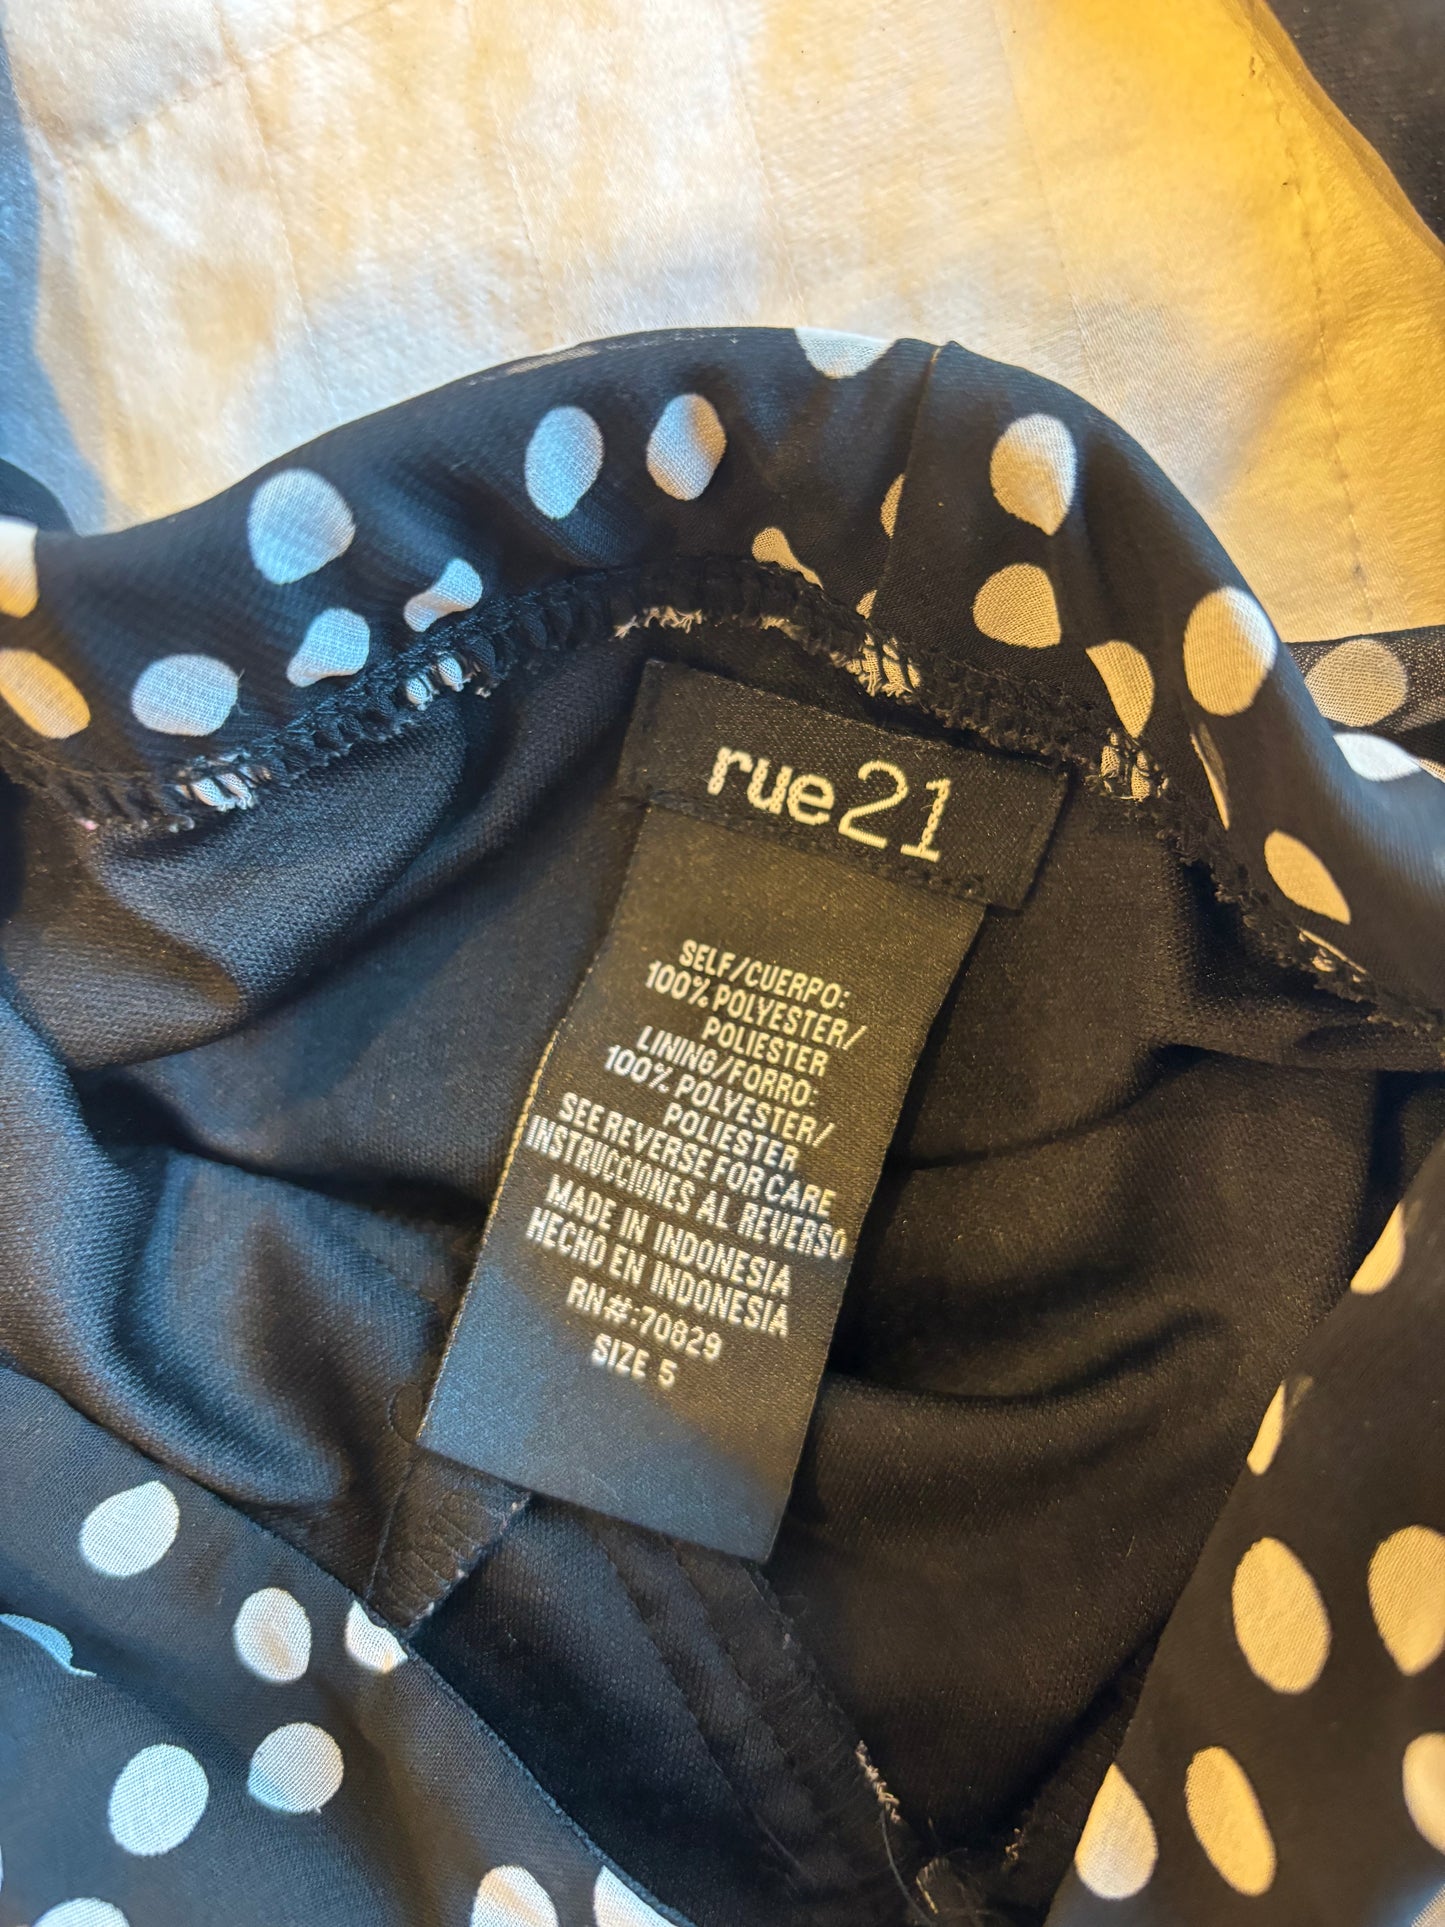 rue21
SELF/CUERPO:
100% POLYESTER/
POLIESTER
LINING/FORRO:
100% POLYESTER/
POLIESTER
SEE REVERSE FOR CARE
INSTRUCCIONES AL REVERSO
MADE IN INDONESIA
HECHO EN INDONESIA
RN#:70829
SIZE 5